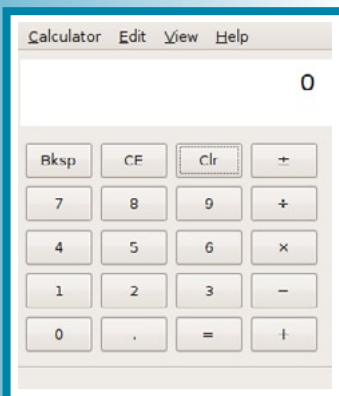 Calculator Edit View Help
0
Bksp CE Clr ±
7 8 9 ÷
4 5 6 ×
1 2 3 −
0 . = +